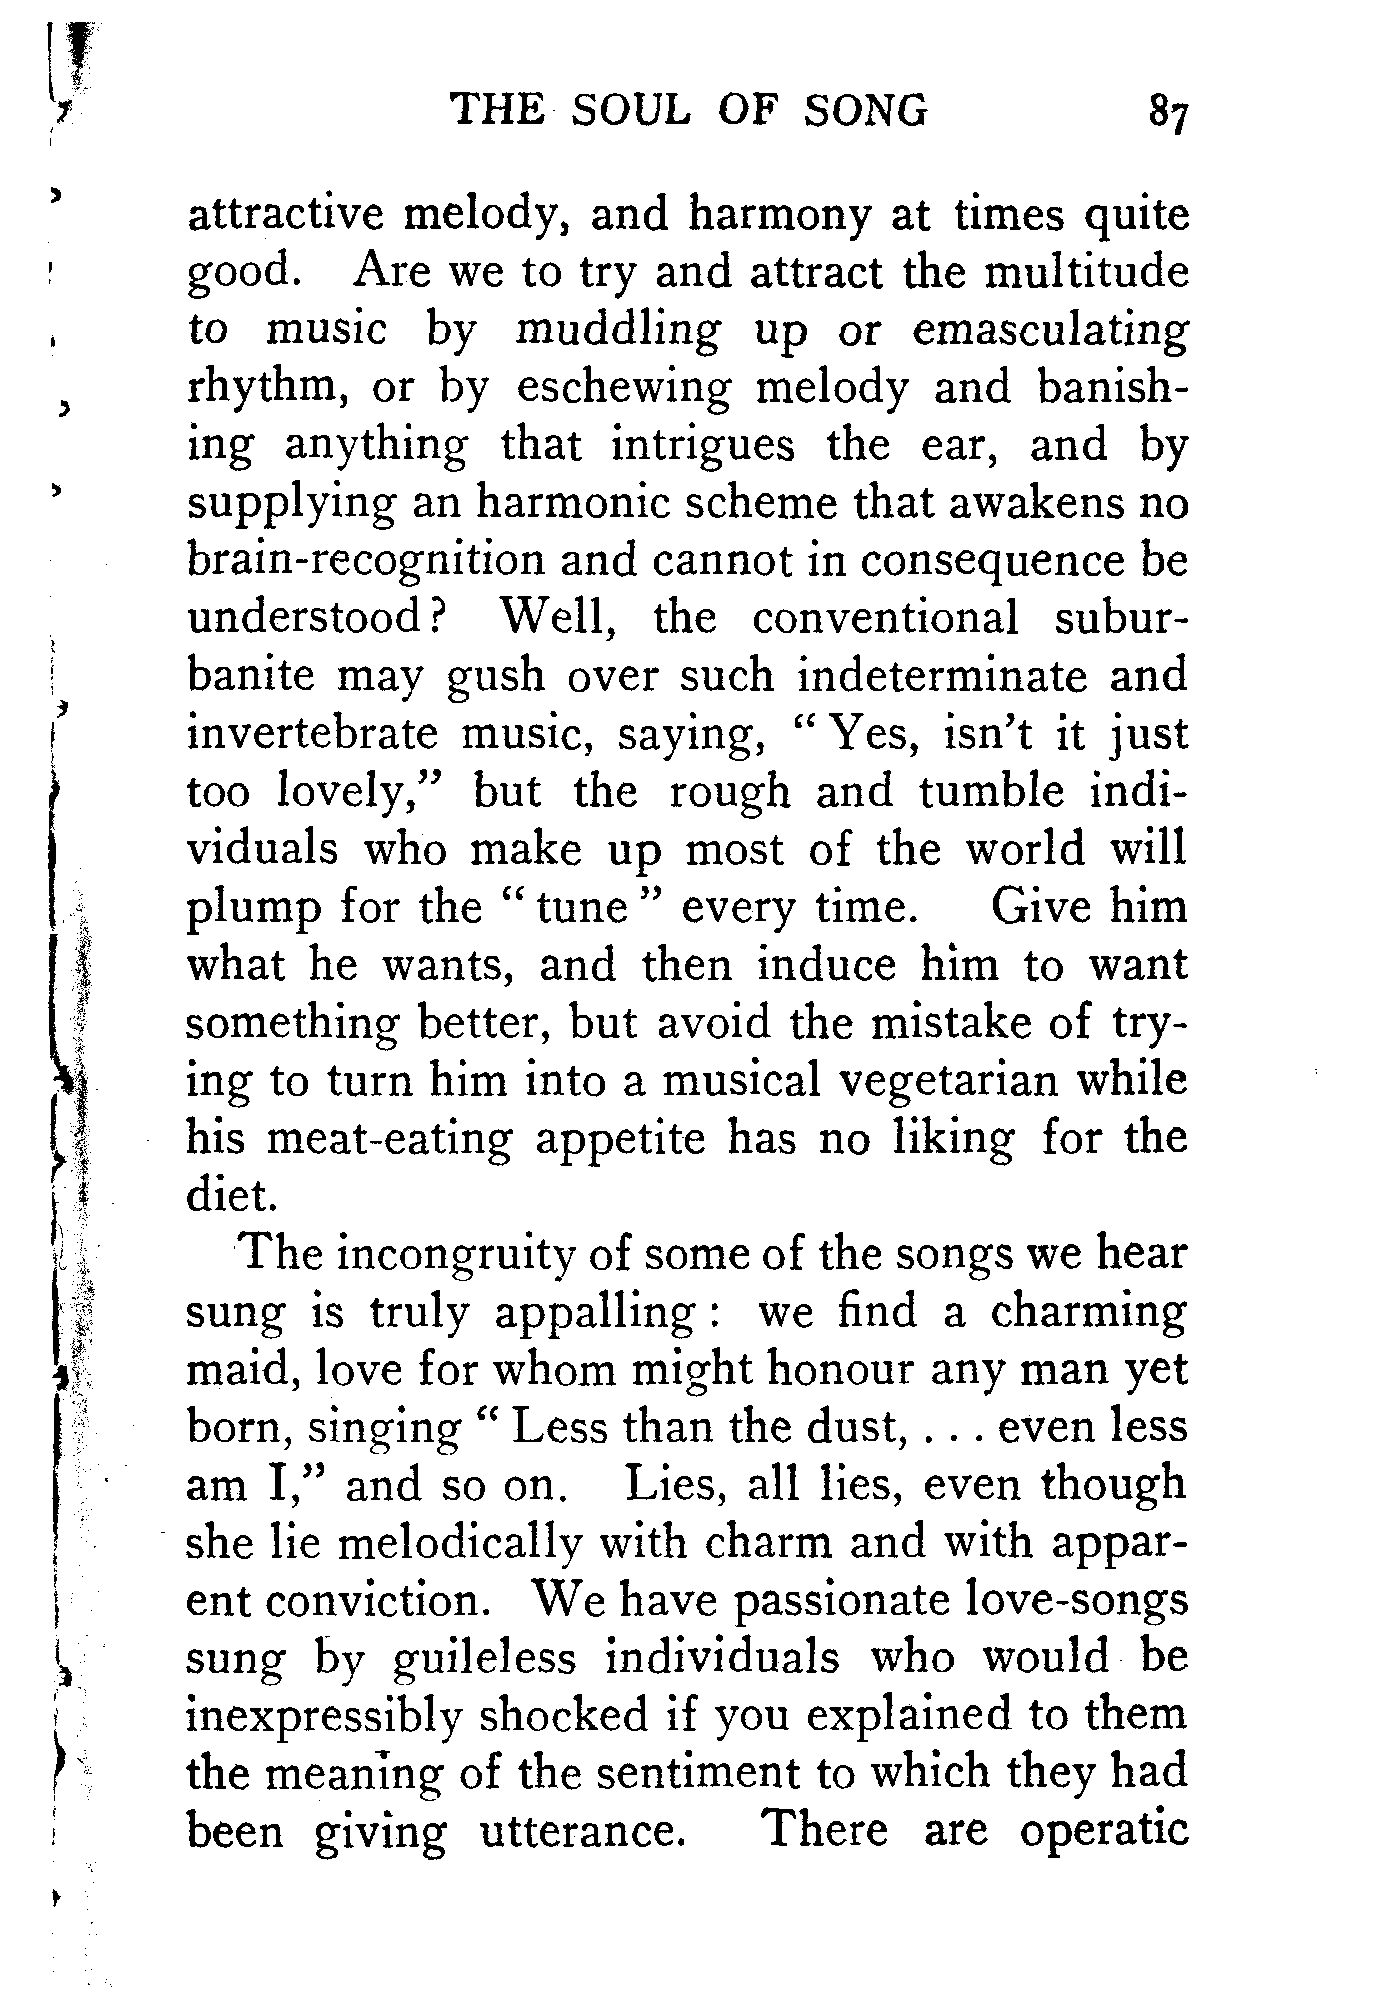 THE SOUL OF SONG 87
attractive melody, and harmony at times quite
good. Are we to try and attract the multitude
to music by muddling up or emasculating
rhythm, or by eschewing melody and banish-
ing anything that intrigues the ear, and by
supplying an harmonic scheme that awakens no
brain-recognition and cannot in consequence be
understood? Well, the conventional subur-
banite may gush over such indeterminate and
invertebrate music, saying, “ Yes, isn’t it just
too lovely,” but the rough and tumble indi-
viduals who make up most of the world will
plump for the “ tune ” every time. Give him
what he wants, and then induce him to want
something better, but avoid the mistake of try-
ing to turn him into a musical vegetarian while
his meat-eating appetite has no liking for the
diet.
The incongruity of some of the songs we hear
sung is truly appalling : we find a charming
maid, love for whom might honour any man yet
born, singing “ Less than the dust, . . . even less
am I,” and so on. Lies, all lies, even though
she lie melodically with charm and with appar-
ent conviction. We have passionate love-songs
sung by guileless individuals who would be
inexpressibly shocked if you explained to them
the meaning of the sentiment to which they had
been giving utterance. There are operatic